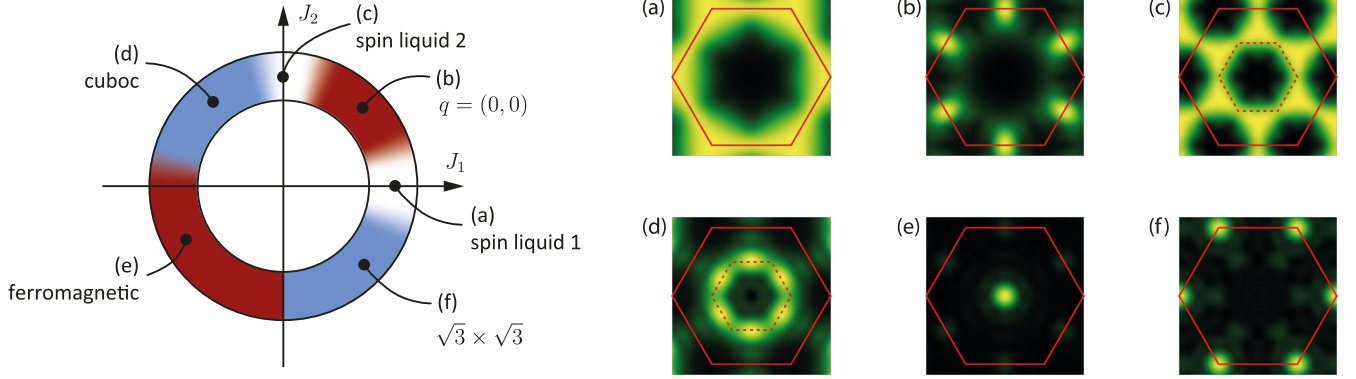 J₂
(c)
spin liquid 2
(d)
cuboc
(b)
q = (0, 0)
J₁
(a)
spin liquid 1
(e)
ferromagnetic
(f)
√3 × √3
(a)
(b)
(c)
(d)
(e)
(f)